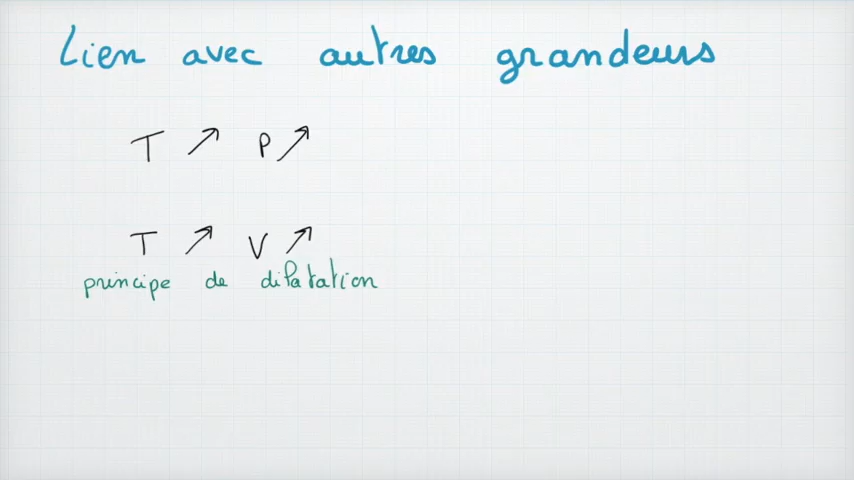 Lien avec autres grandeurs
T ↗ P ↗
T ↗ V ↗
principe de dilatation